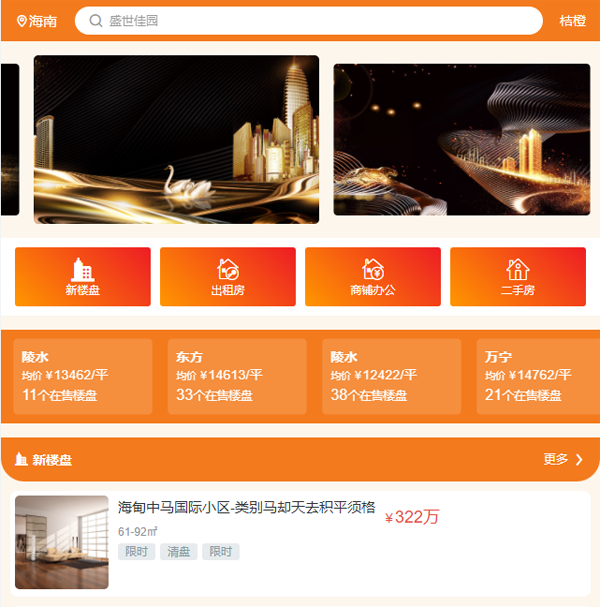 海南
盛世佳园
桔橙
新楼盘
出租房
商铺办公
二手房
陵水
均价￥13462/平
11个在售楼盘
东方
均价￥14613/平
33个在售楼盘
陵水
均价￥12422/平
38个在售楼盘
万宁
均价￥14762/平
21个在售楼盘
新楼盘
更多
海甸中马国际小区-类别马却天去积平须格
￥322万
61-92㎡
限时
清盘
限时